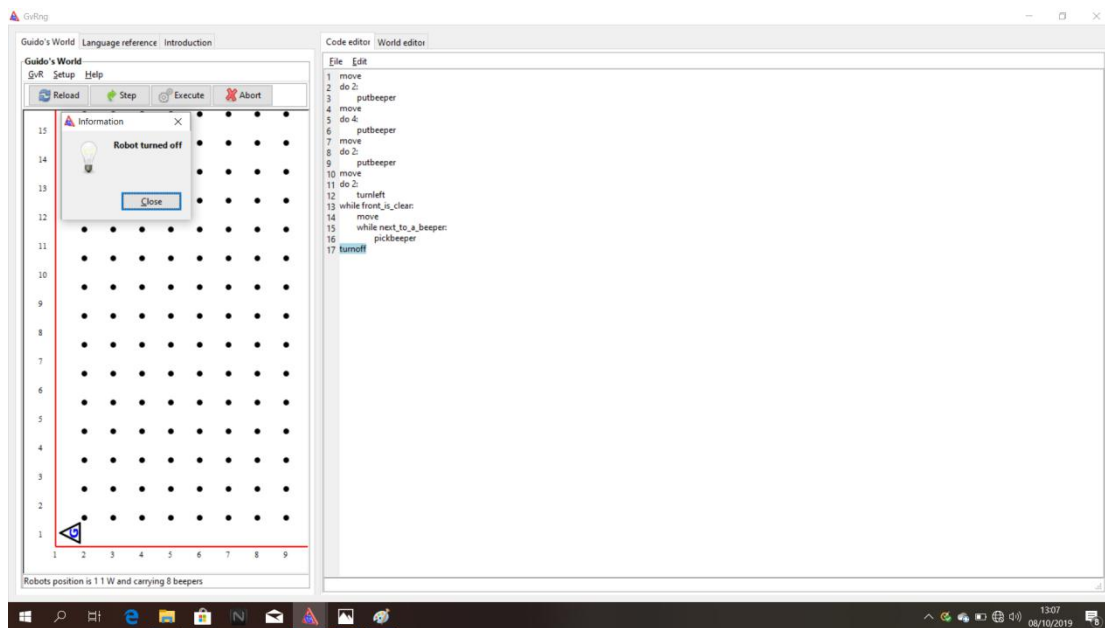 GvRng
Guido's World Language reference Introduction
Guido's World
GvR Setup Help
Reload Step Execute Abort
Information
Robot turned off
Close
15
14
13
12
11
10
9
8
7
6
5
4
3
2
1
G
1 2 3 4 5 6 7 8 9
Robots position is 1 1 W and carrying 8 beepers
Code editor World editor
File Edit
1 move
2 do 2:
3 putbeeper
4 move
5 do 4:
6 putbeeper
7 move
8 do 2:
9 putbeeper
10 move
11 do 2:
12 turnleft
13 while front_is_clear:
14 move
15 while next_to_a_beeper:
16 pickbeeper
17 turnoff
13:07
08/10/2019